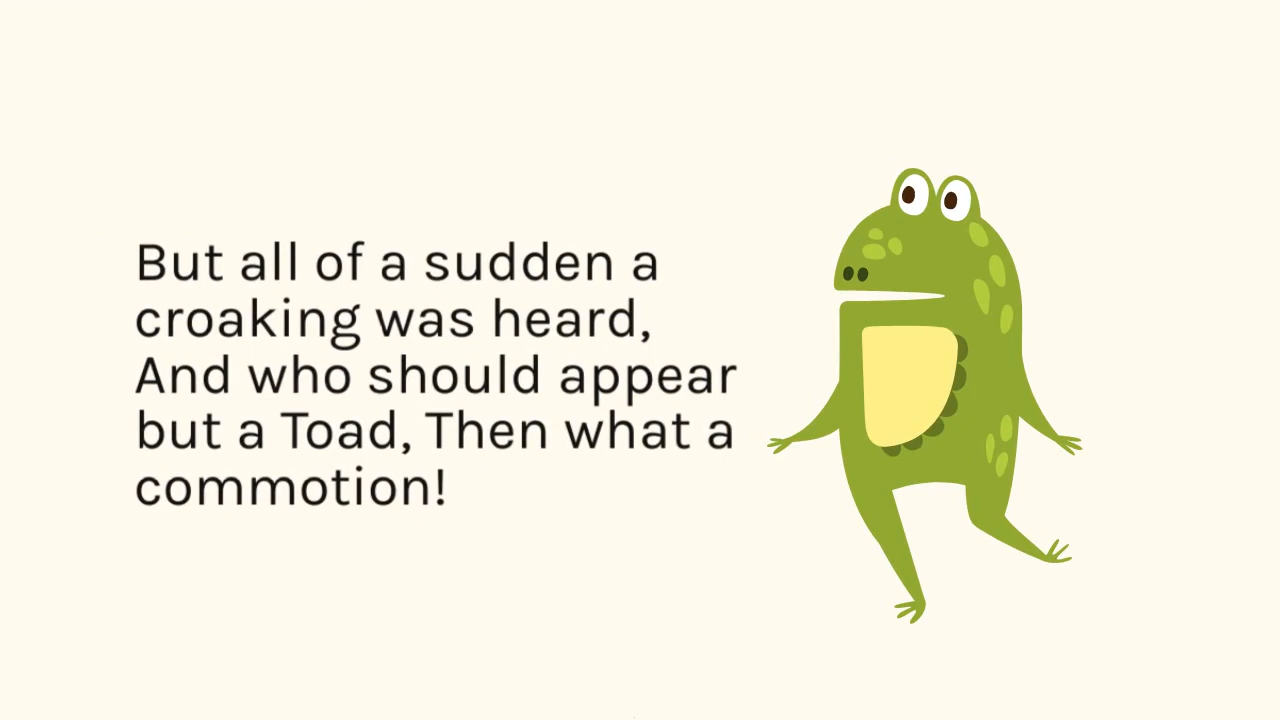 But all of a sudden a
croaking was heard,
And who should appear
but a Toad, Then what a
commotion!